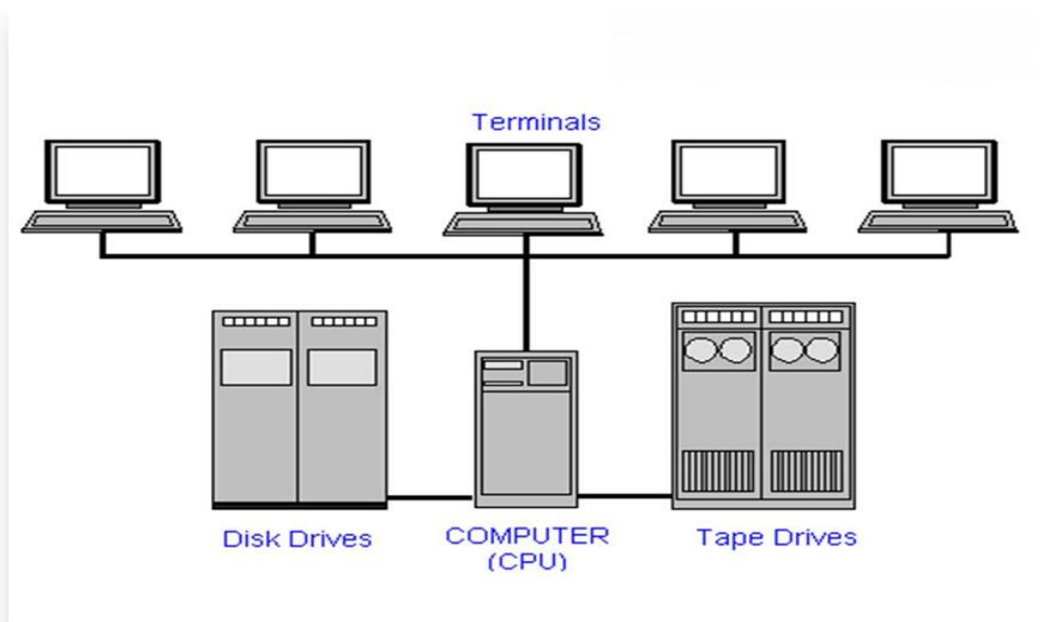 Terminals
Disk Drives
COMPUTER
(CPU)
Tape Drives